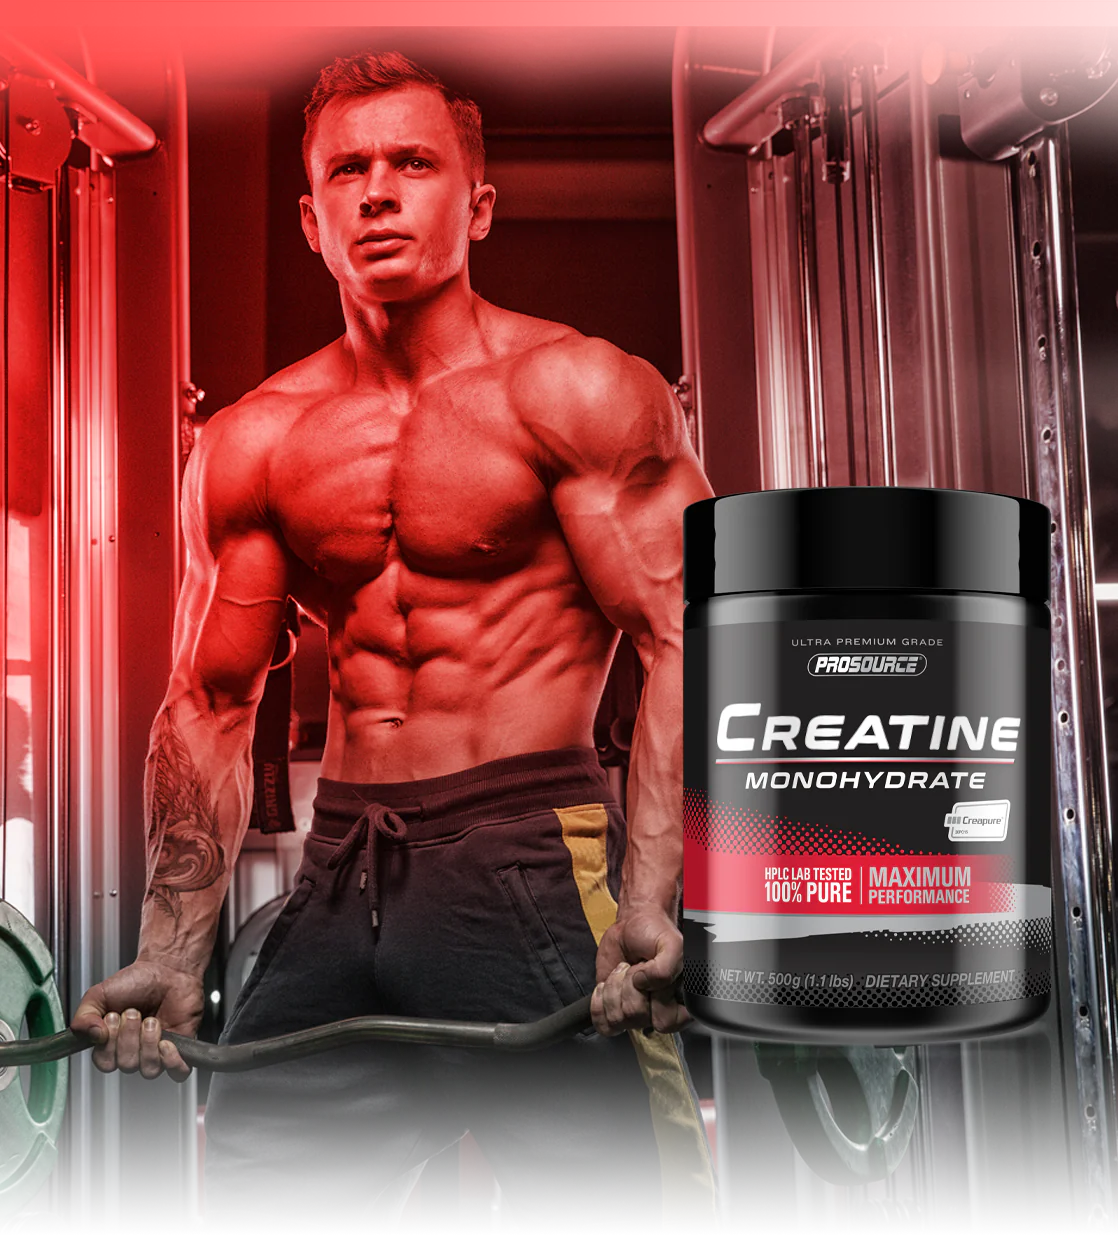 ULTRA PREMIUM GRADE
PROSOURCE
CREATINE
MONOHYDRATE
Creapure
HPLC LAB TESTED
100% PURE
MAXIMUM
PERFORMANCE
NET WT. 500g (1.1 lbs) DIETARY SUPPLEMENT
GRIZZLY